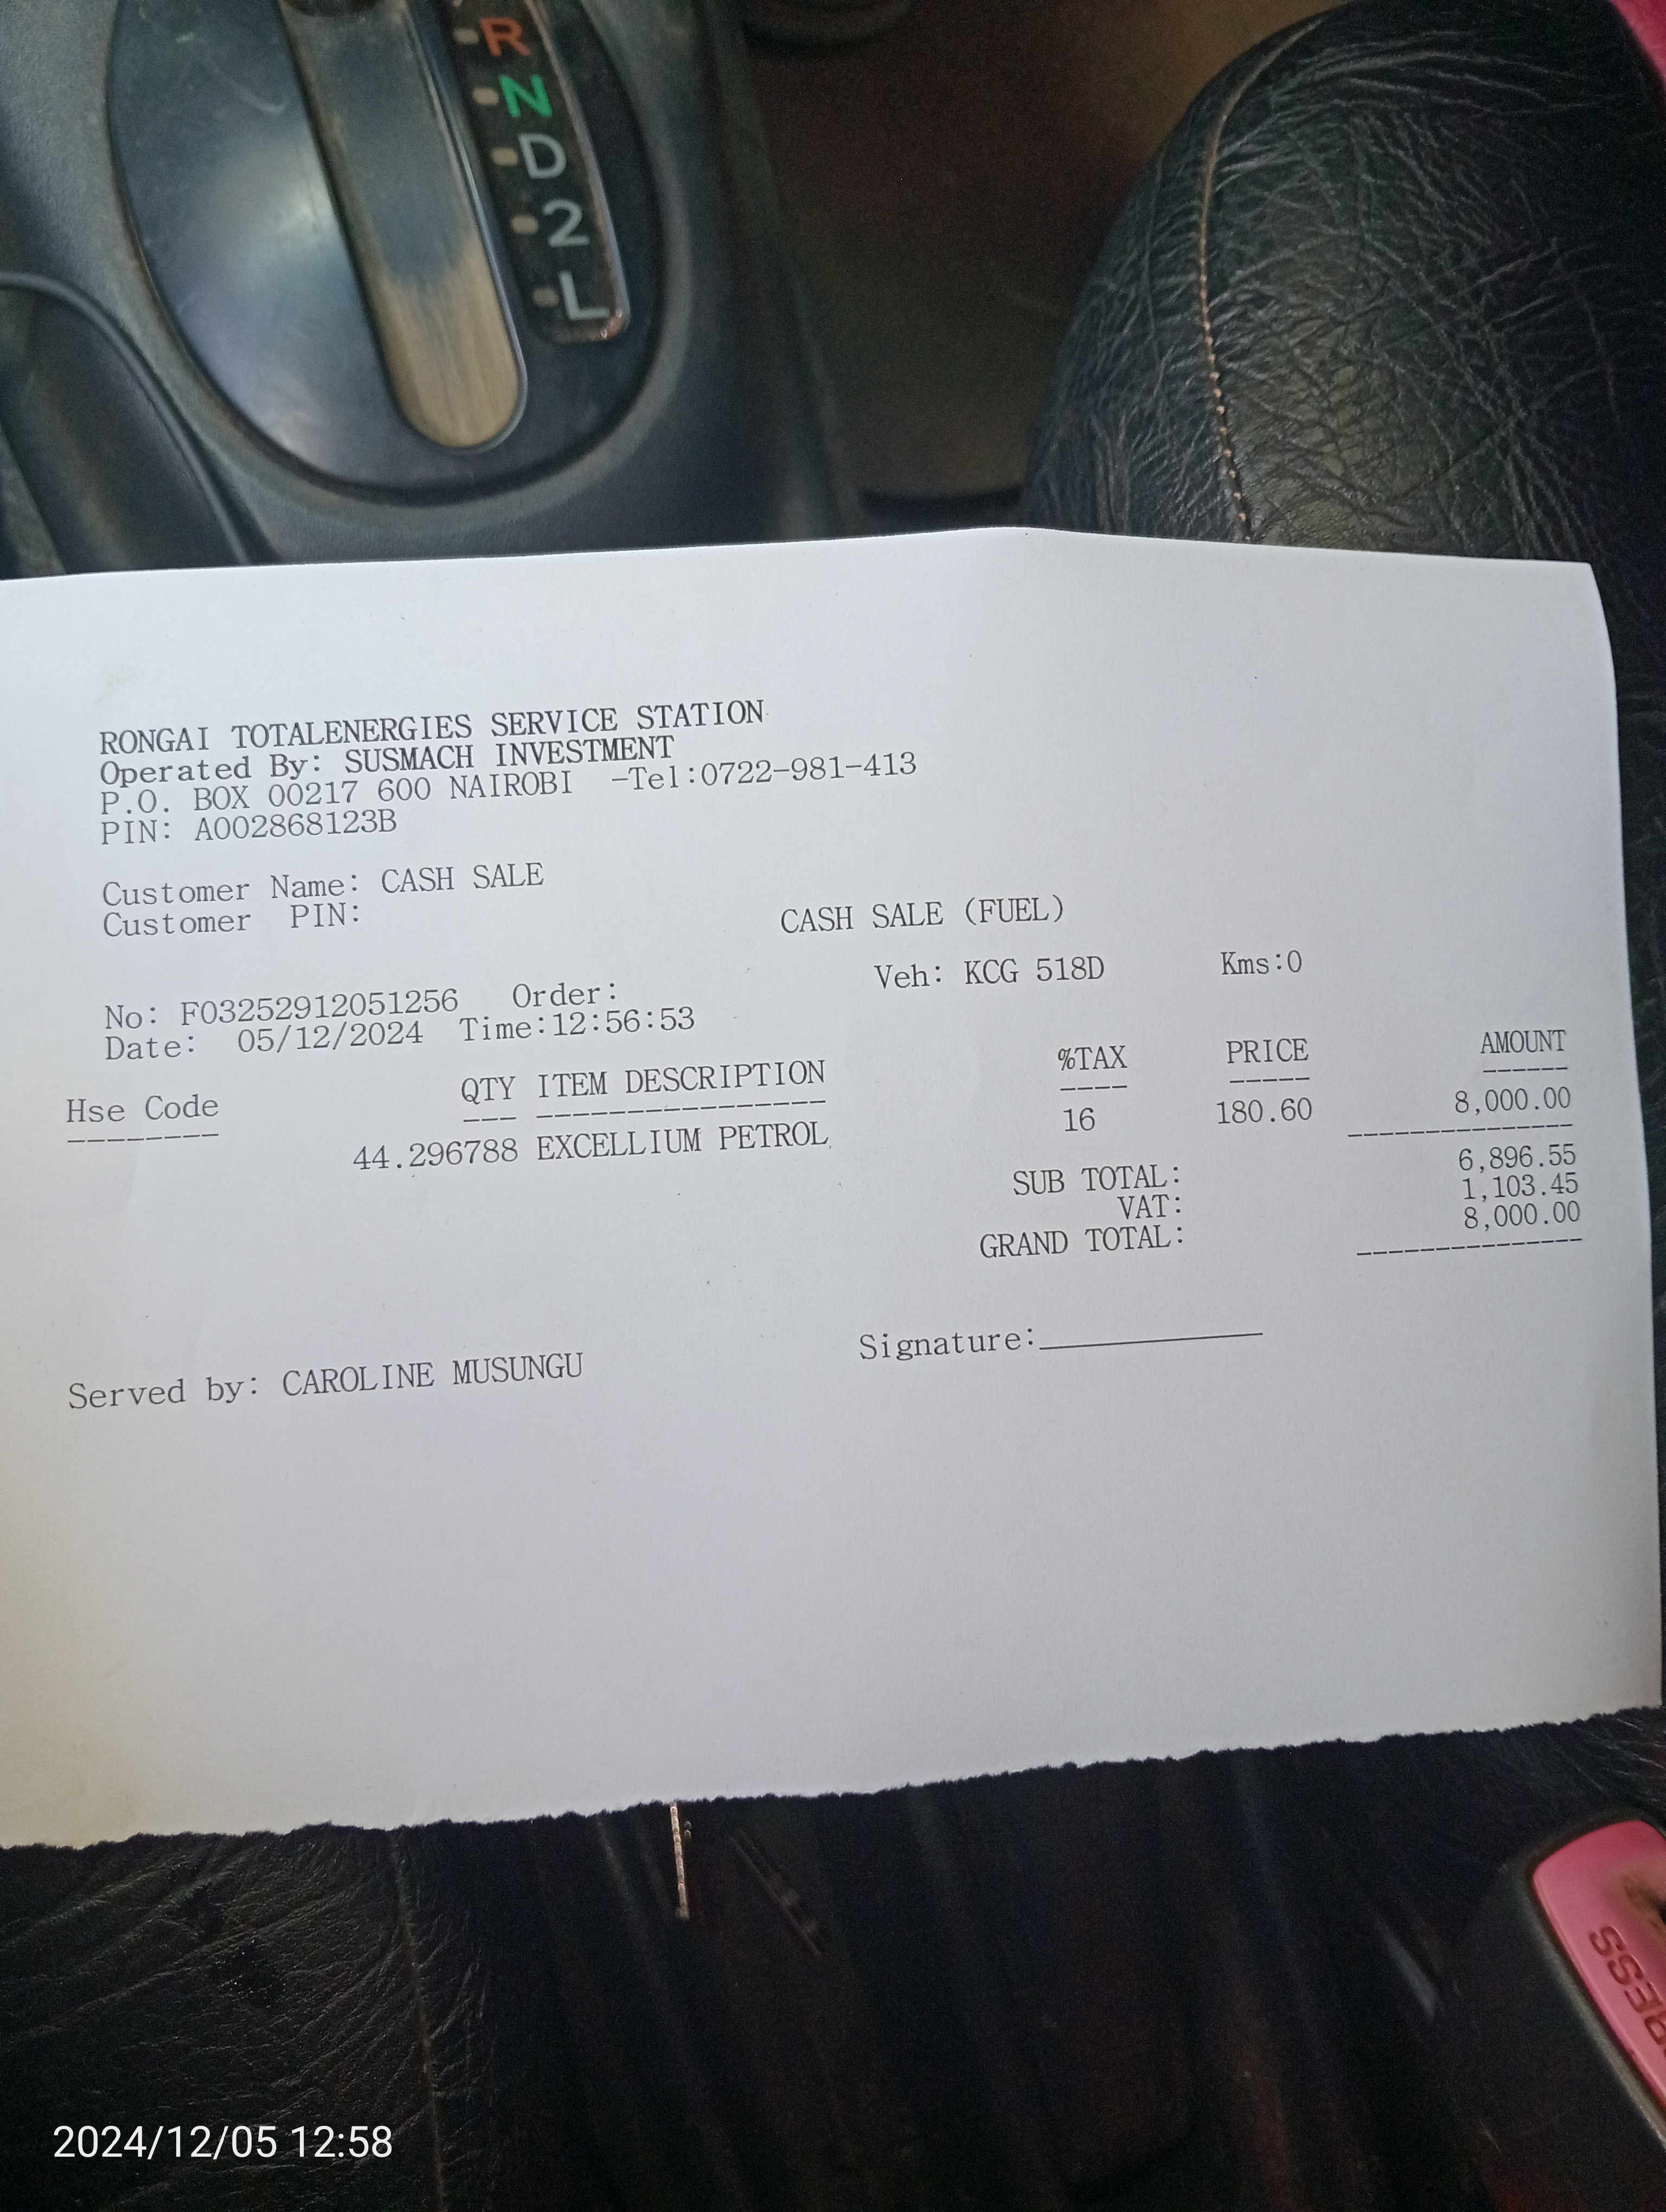 R
N
D
2
L
RONGAI TOTALENERGIES SERVICE STATION
Operated By: SUSMACH INVESTMENT
P.O. BOX 00217 600 NAIROBI -Tel:0722-981-413
PIN: A002868123B
Customer Name: CASH SALE
Customer PIN:
CASH SALE (FUEL)
No: F03252912051256 Order: Veh: KCG 518D Kms:0
Date: 05/12/2024 Time:12:56:53
Hse Code QTY ITEM DESCRIPTION %TAX PRICE AMOUNT
-------- --- ---------------- ---- ----- ------
44.296788 EXCELLIUM PETROL 16 180.60 8,000.00
SUB TOTAL: 6,896.55
VAT: 1,103.45
GRAND TOTAL: 8,000.00
Served by: CAROLINE MUSUNGU Signature:
2024/12/05 12:58